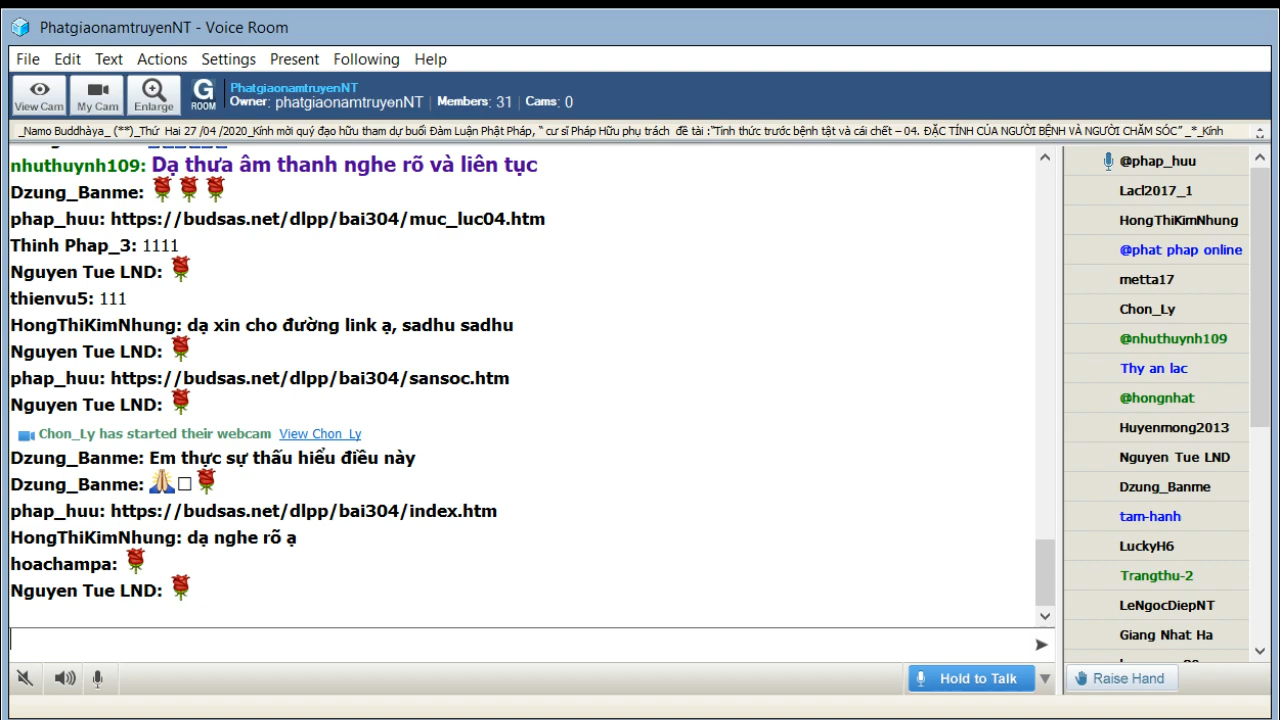 PhatgiaonamtruyenNT - Voice Room
File Edit Text Actions Settings Present Following Help
View Cam My Cam Enlarge G ROOM
PhatgiaonamtruyenNT
Owner: phatgiaonamtruyenNT | Members: 31 | Cams: 0
_Namo Buddhàya_ (**)_Thứ Hai 27 /04 /2020_Kính mời quý đạo hữu tham dự buổi Đàm Luận Phật Pháp, “ cư sĩ Pháp Hữu phụ trách đề tài :“Tỉnh thức trước bệnh tật và cái chết – 04. ĐẶC TÍNH CỦA NGƯỜI BỆNH VÀ NGƯỜI CHĂM SÓC” _*_Kính
nhuthuynh109: Dạ thưa âm thanh nghe rõ và liên tục
Dzung_Banme:
phap_huu: https://budsas.net/dlpp/bai304/muc_luc04.htm
Thinh Phap_3: 1111
Nguyen Tue LND:
thienvu5: 111
HongThiKimNhung: dạ xin cho đường link ạ, sadhu sadhu
Nguyen Tue LND:
phap_huu: https://budsas.net/dlpp/bai304/sansoc.htm
Nguyen Tue LND:
Chon_Ly has started their webcam View Chon_Ly
Dzung_Banme: Em thực sự thấu hiểu điều này
Dzung_Banme:
phap_huu: https://budsas.net/dlpp/bai304/index.htm
HongThiKimNhung: dạ nghe rõ ạ
hoachampa:
Nguyen Tue LND:
@phap_huu
Lacl2017_1
HongThiKimNhung
@phat phap online
metta17
Chon_Ly
@nhuthuynh109
Thy an lac
@hongnhat
Huyenmong2013
Nguyen Tue LND
Dzung_Banme
tam-hanh
LuckyH6
Trangthu-2
LeNgocDiepNT
Giang Nhat Ha
Hold to Talk
Raise Hand